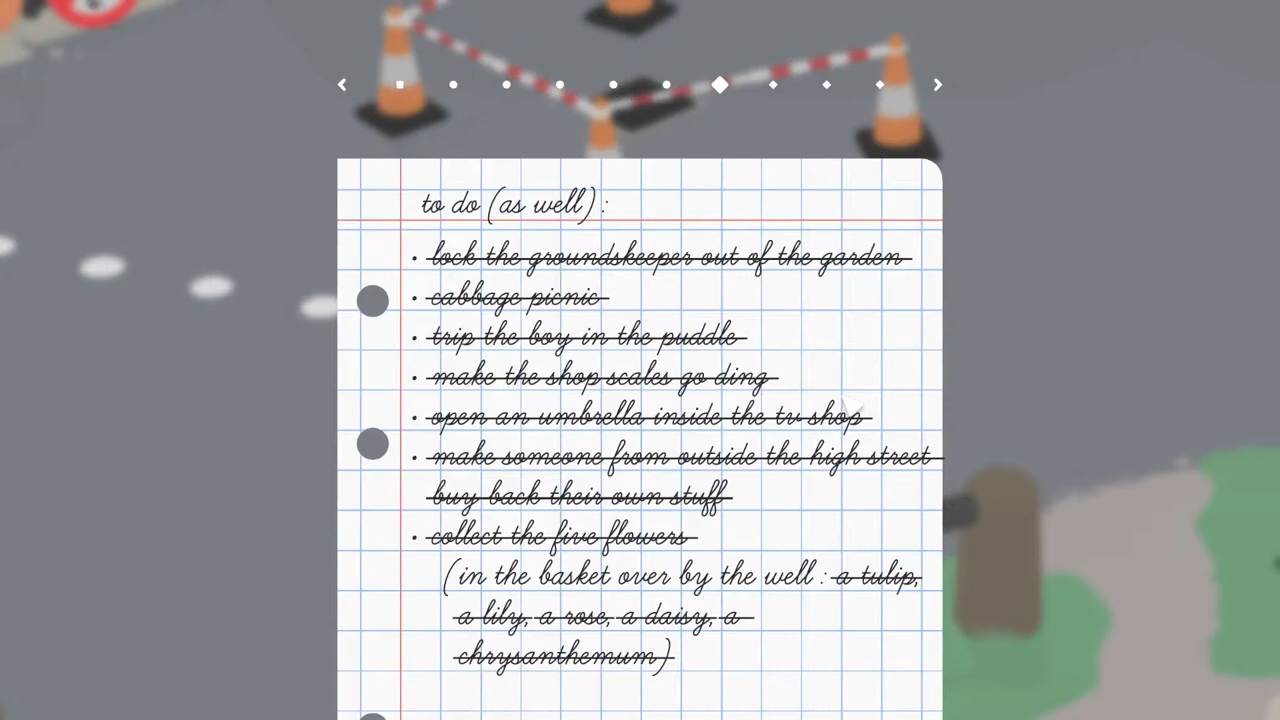 to do (as well) :
• lock the groundskeeper out of the garden
• cabbage picnic
• trip the boy in the puddle
• make the shop scales go ding
• open an umbrella inside the tv shop
• make someone from outside the high street
buy back their own stuff
• collect the five flowers
(in the basket over by the well : a tulip,
a lily, a rose, a daisy, a
chrysanthemum)